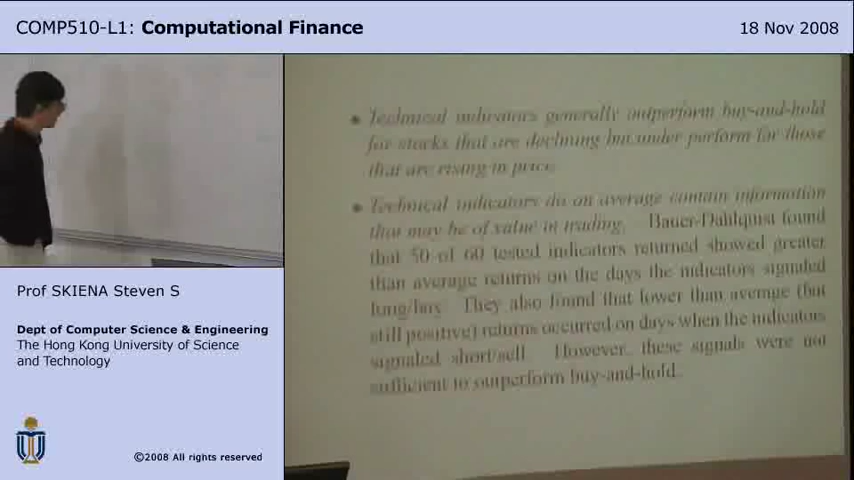 COMP510-L1: Computational Finance
18 Nov 2008
Technical indicators generally outperform buy-and-hold
for stocks that are declining but under perform for those
that are rising in price.
Technical indicators do on average contain information
that may be of value in trading. Bauer-Dahlquist found
that 50 of 60 tested indicators returned showed greater
than average returns on the days the indicators signaled
long/buy. They also found that lower than average (but
still positive) returns occurred on days when the indicators
signaled short/sell. However, these signals were not
sufficient to outperform buy-and-hold.
Prof SKIENA Steven S
Dept of Computer Science & Engineering
The Hong Kong University of Science
and Technology
©2008 All rights reserved